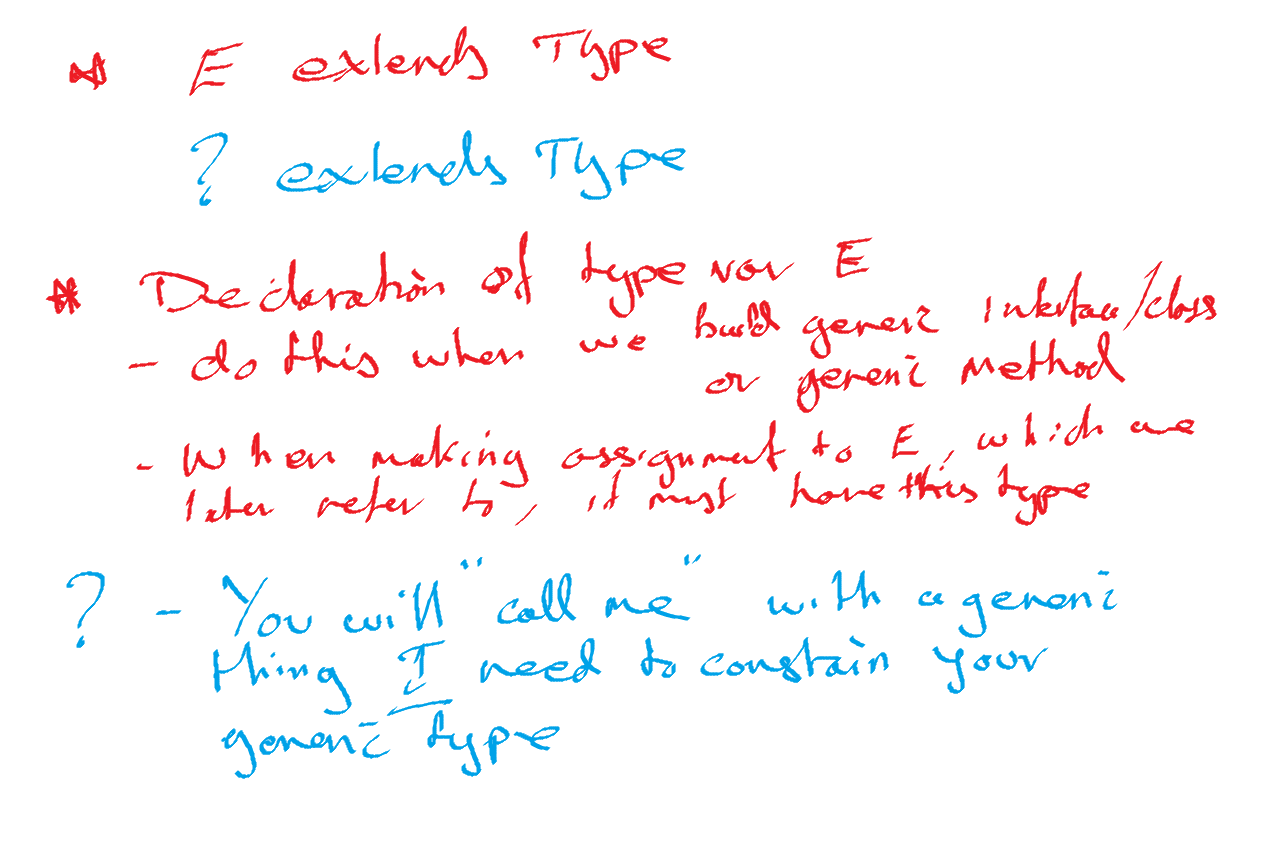 * E extends Type
? extends Type
* Declaration of type var E
- do this when we build generic interface/class
or generic method
- When making assignment to E, which we
later refer to, it must have this type
? - You will "call me" with a generic
thing I need to constain your
generic type